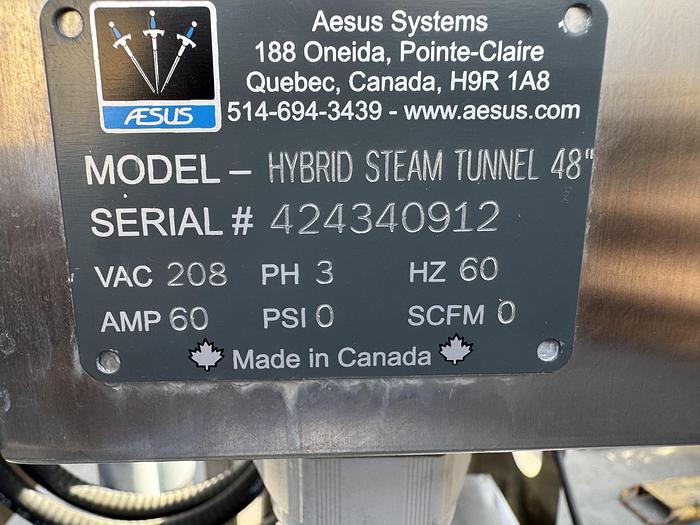 Aesus Systems
188 Oneida, Pointe-Claire
Quebec, Canada, H9R 1A8
514-694-3439 - www.aesus.com
ÆSUS
MODEL – HYBRID STEAM TUNNEL 48"
SERIAL # 424340912
VAC 208 PH 3 HZ 60
AMP 60 PSI 0 SCFM 0
Made in Canada